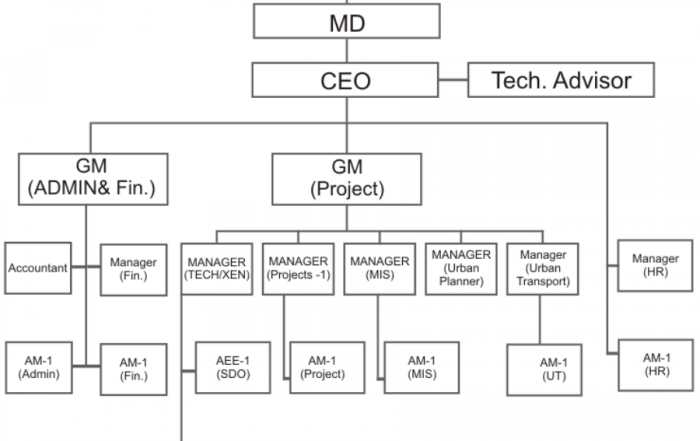 MD
CEO
Tech. Advisor
GM
(ADMIN& Fin.)
GM
(Project)
Accountant
Manager
(Fin.)
MANAGER
(TECH/XEN)
MANAGER
(Projects -1)
MANAGER
(MIS)
MANAGER
(Urban
Planner)
Manager
(Urban
Transport)
Manager
(HR)
AM-1
(Admin)
AM-1
(Fin.)
AEE-1
(SDO)
AM-1
(Project)
AM-1
(MIS)
AM-1
(UT)
AM-1
(HR)